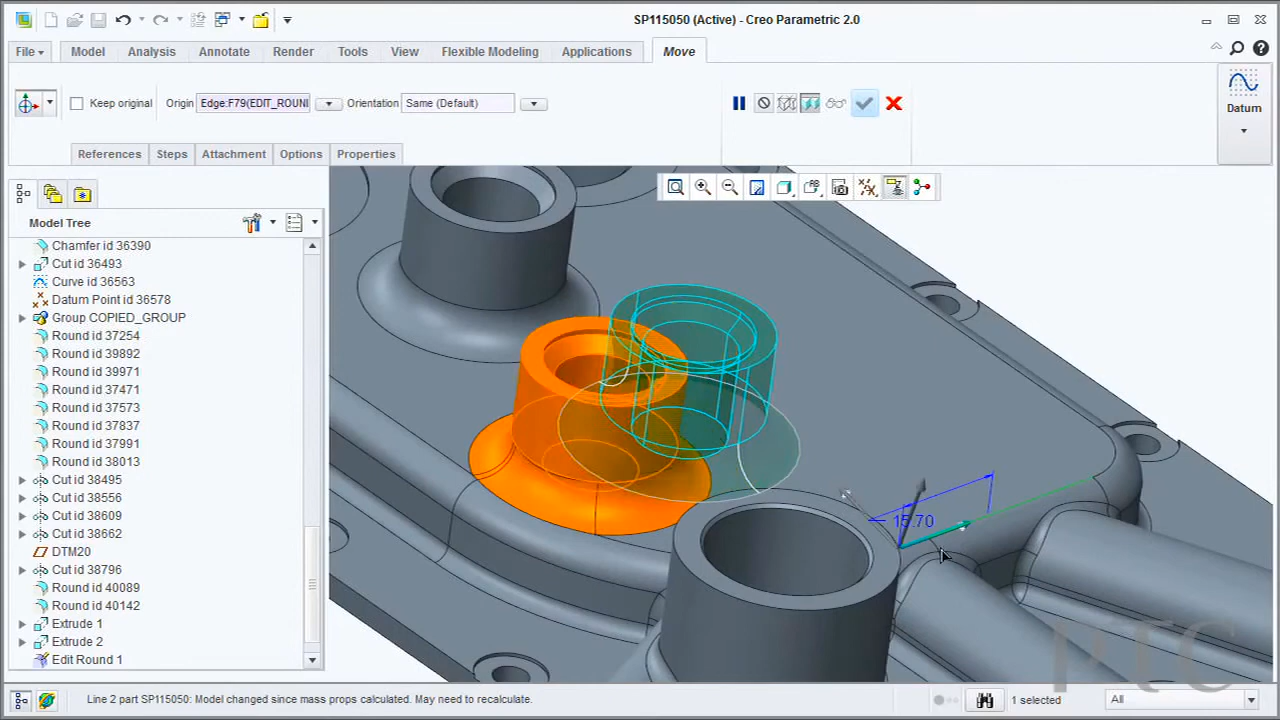 SP115050 (Active) - Creo Parametric 2.0
File Model Analysis Annotate Render Tools View Flexible Modeling Applications Move
Keep original Origin Edge:F79(EDIT_ROUN Orientation Same (Default)
Datum
References Steps Attachment Options Properties
Model Tree
Chamfer id 36390
Cut id 36493
Curve id 36563
Datum Point id 36578
Group COPIED_GROUP
Round id 37254
Round id 39892
Round id 39971
Round id 37471
Round id 37573
Round id 37837
Round id 37991
Round id 38013
Cut id 38495
Cut id 38556
Cut id 38609
Cut id 38662
DTM20
Cut id 38796
Round id 40089
Round id 40142
Extrude 1
Extrude 2
Edit Round 1
15.70
PTC
Line 2 part SP115050: Model changed since mass props calculated. May need to recalculate.
1 selected
All